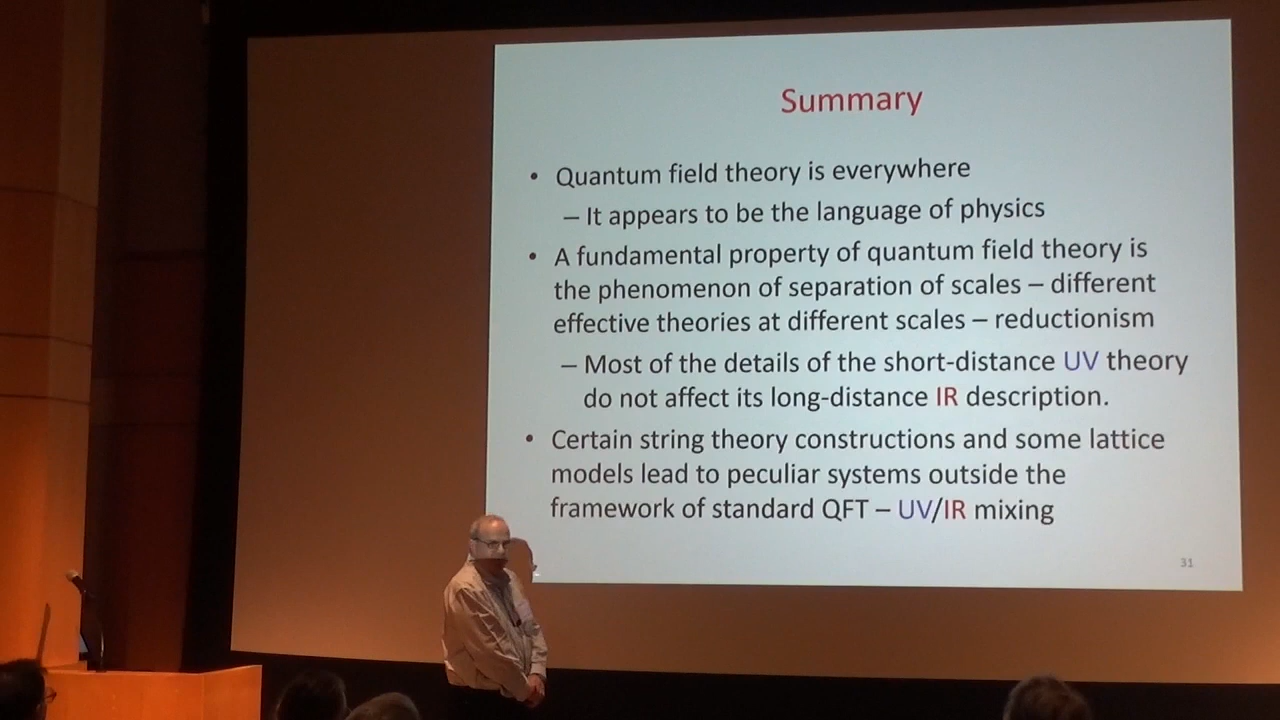 Summary
• Quantum field theory is everywhere
– It appears to be the language of physics
• A fundamental property of quantum field theory is
the phenomenon of separation of scales – different
effective theories at different scales – reductionism
– Most of the details of the short-distance UV theory
do not affect its long-distance IR description.
• Certain string theory constructions and some lattice
models lead to peculiar systems outside the
framework of standard QFT – UV/IR mixing
31